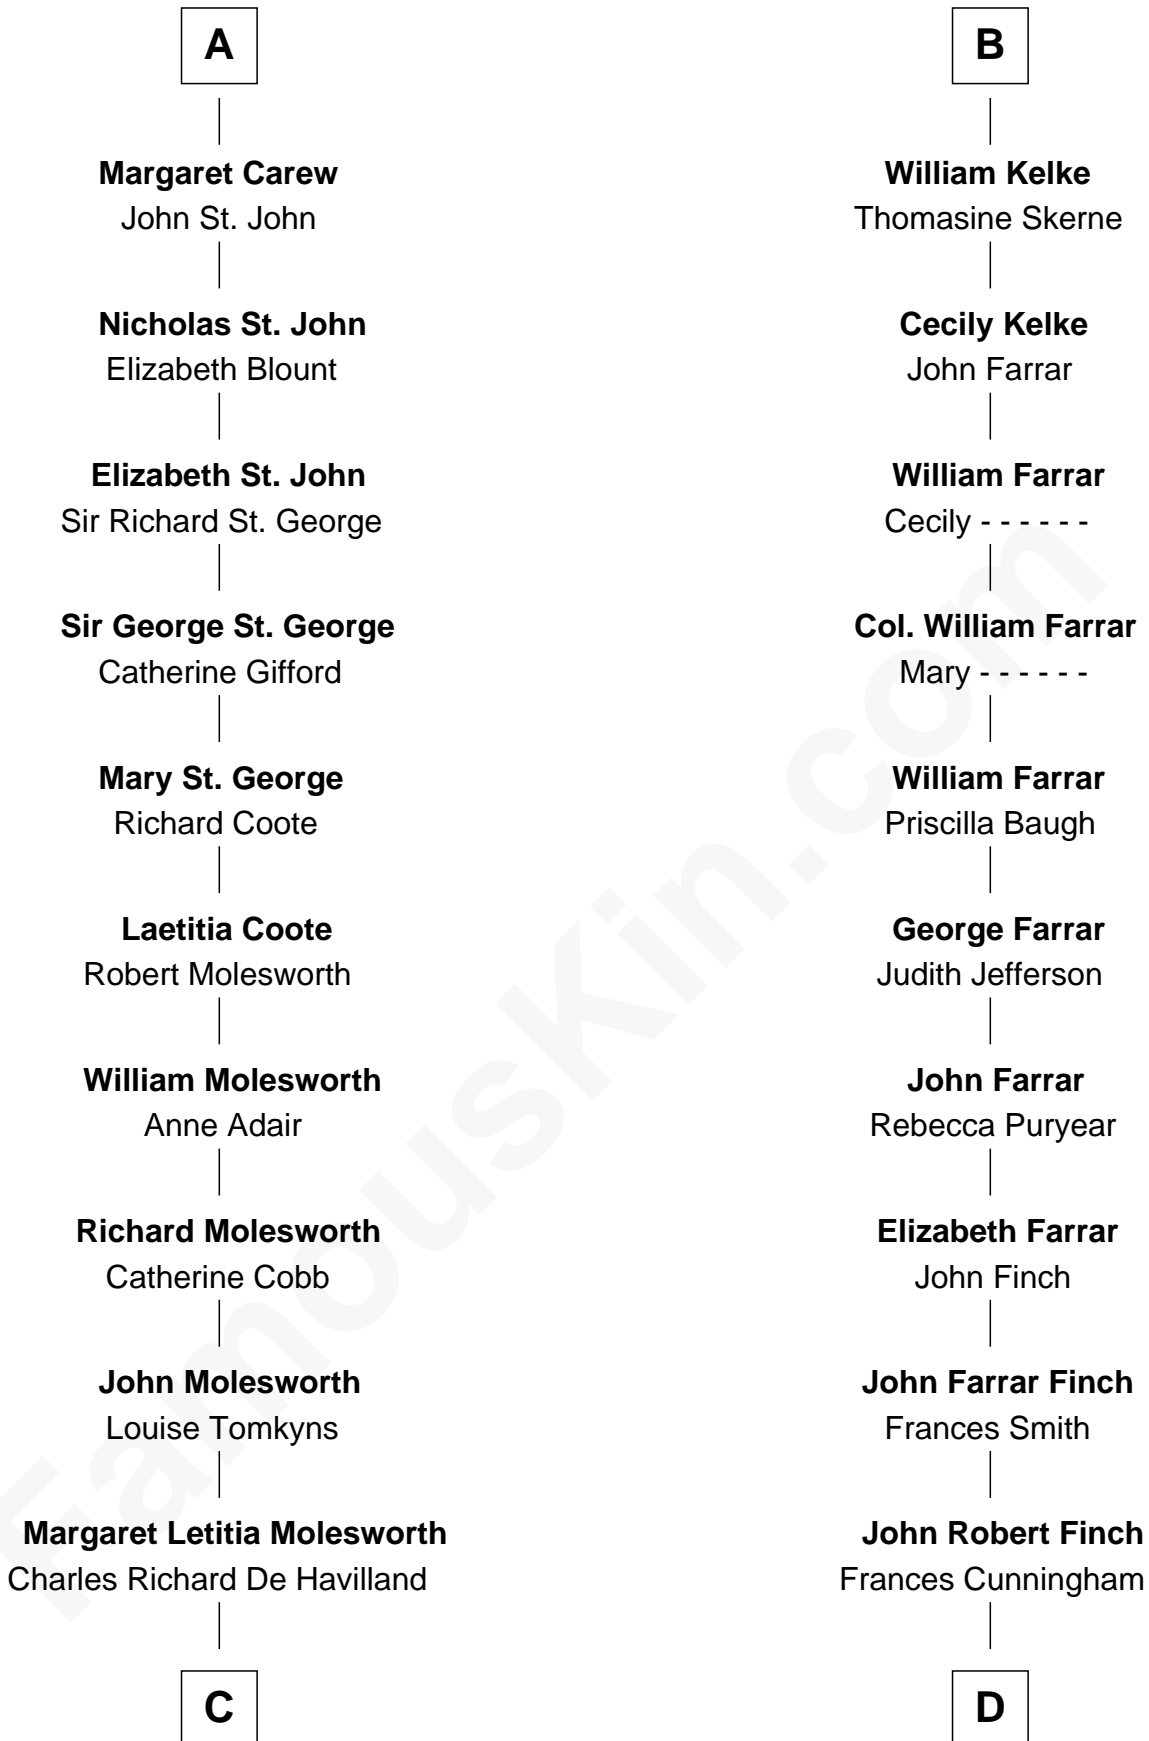 A
Margaret Carew
John St. John
Nicholas St. John
Elizabeth Blount
Elizabeth St. John
Sir Richard St. George
Sir George St. George
Catherine Gifford
Mary St. George
Richard Coote
Laetitia Coote
Robert Molesworth
William Molesworth
Anne Adair
Richard Molesworth
Catherine Cobb
John Molesworth
Louise Tomkyns
Margaret Letitia Molesworth
Charles Richard De Havilland
C
B
William Kelke
Thomasine Skerne
Cecily Kelke
John Farrar
William Farrar
Cecily - - - - - -
Col. William Farrar
Mary - - - - - -
William Farrar
Priscilla Baugh
George Farrar
Judith Jefferson
John Farrar
Rebecca Puryear
Elizabeth Farrar
John Finch
John Farrar Finch
Frances Smith
John Robert Finch
Frances Cunningham
D
FamousKin.com